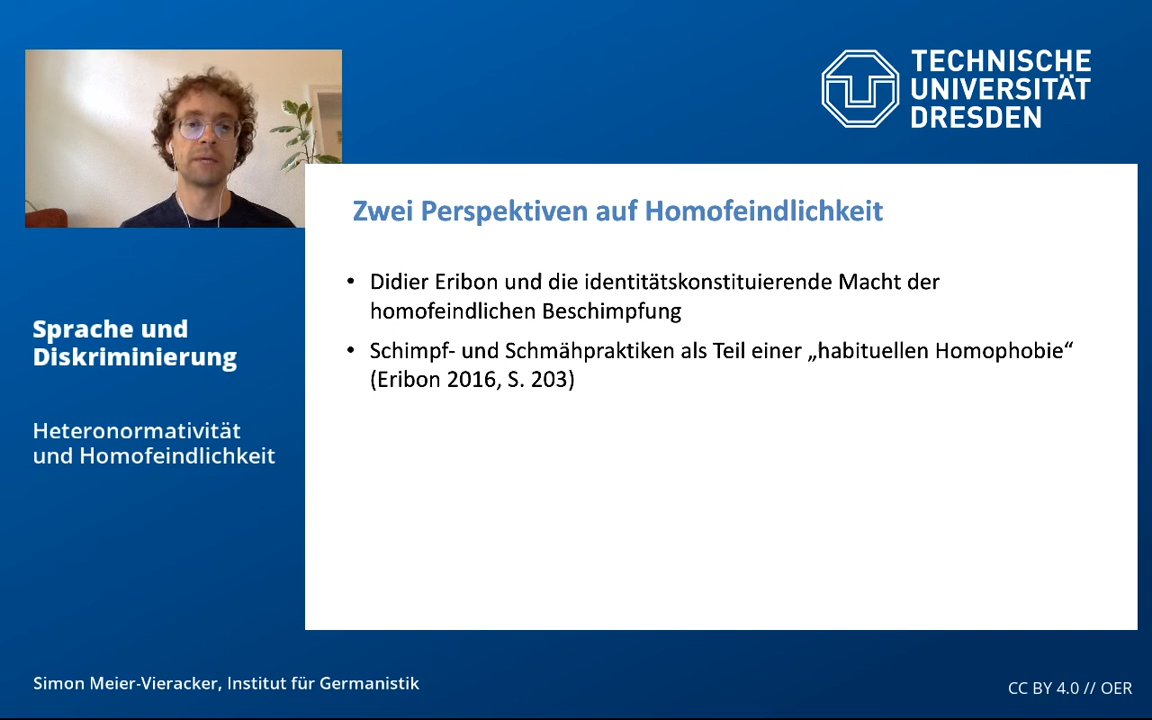 TECHNISCHE
UNIVERSITÄT
DRESDEN
Zwei Perspektiven auf Homofeindlichkeit
• Didier Eribon und die identitätskonstituierende Macht der
homofeindlichen Beschimpfung
• Schimpf- und Schmähpraktiken als Teil einer „habituellen Homophobie“
(Eribon 2016, S. 203)
Sprache und
Diskriminierung
Heteronormativität
und Homofeindlichkeit
Simon Meier-Vieracker, Institut für Germanistik
CC BY 4.0 // OER